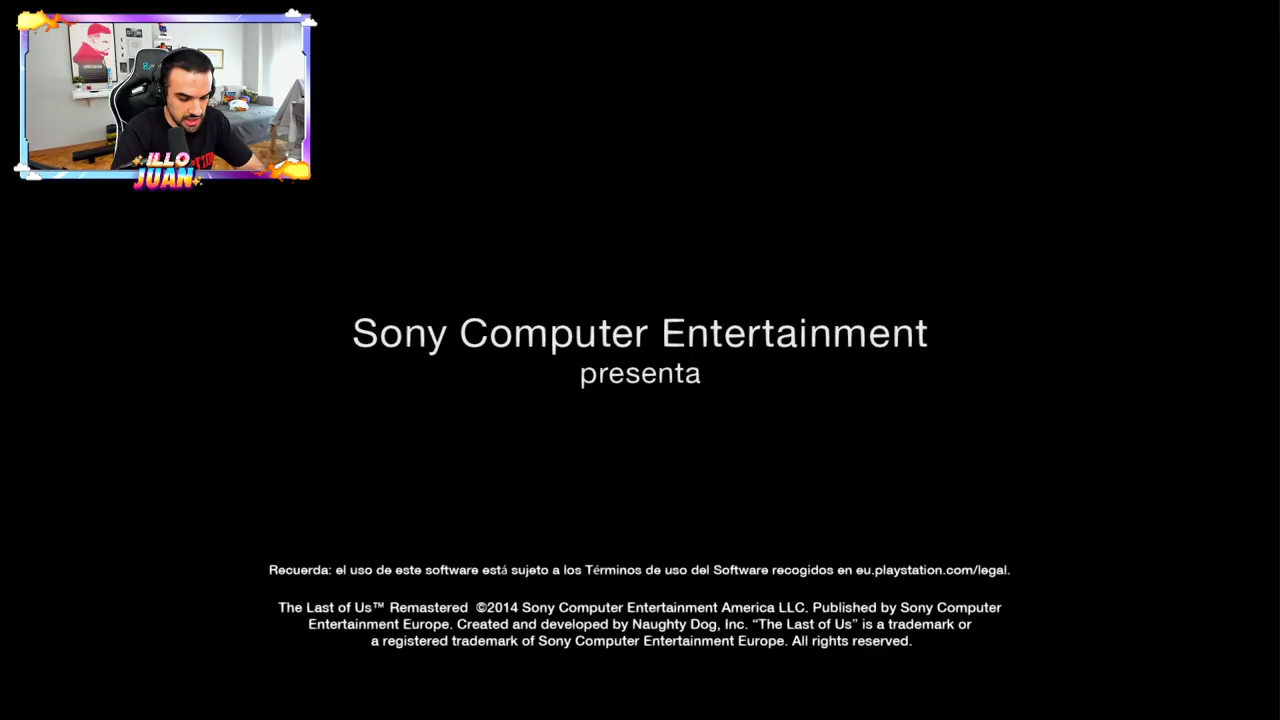 ILLO
JUAN
Sony Computer Entertainment
presenta
Recuerda: el uso de este software está sujeto a los Términos de uso del Software recogidos en eu.playstation.com/legal.
The Last of Us™ Remastered ©2014 Sony Computer Entertainment America LLC. Published by Sony Computer
Entertainment Europe. Created and developed by Naughty Dog, Inc. “The Last of Us” is a trademark or
a registered trademark of Sony Computer Entertainment Europe. All rights reserved.